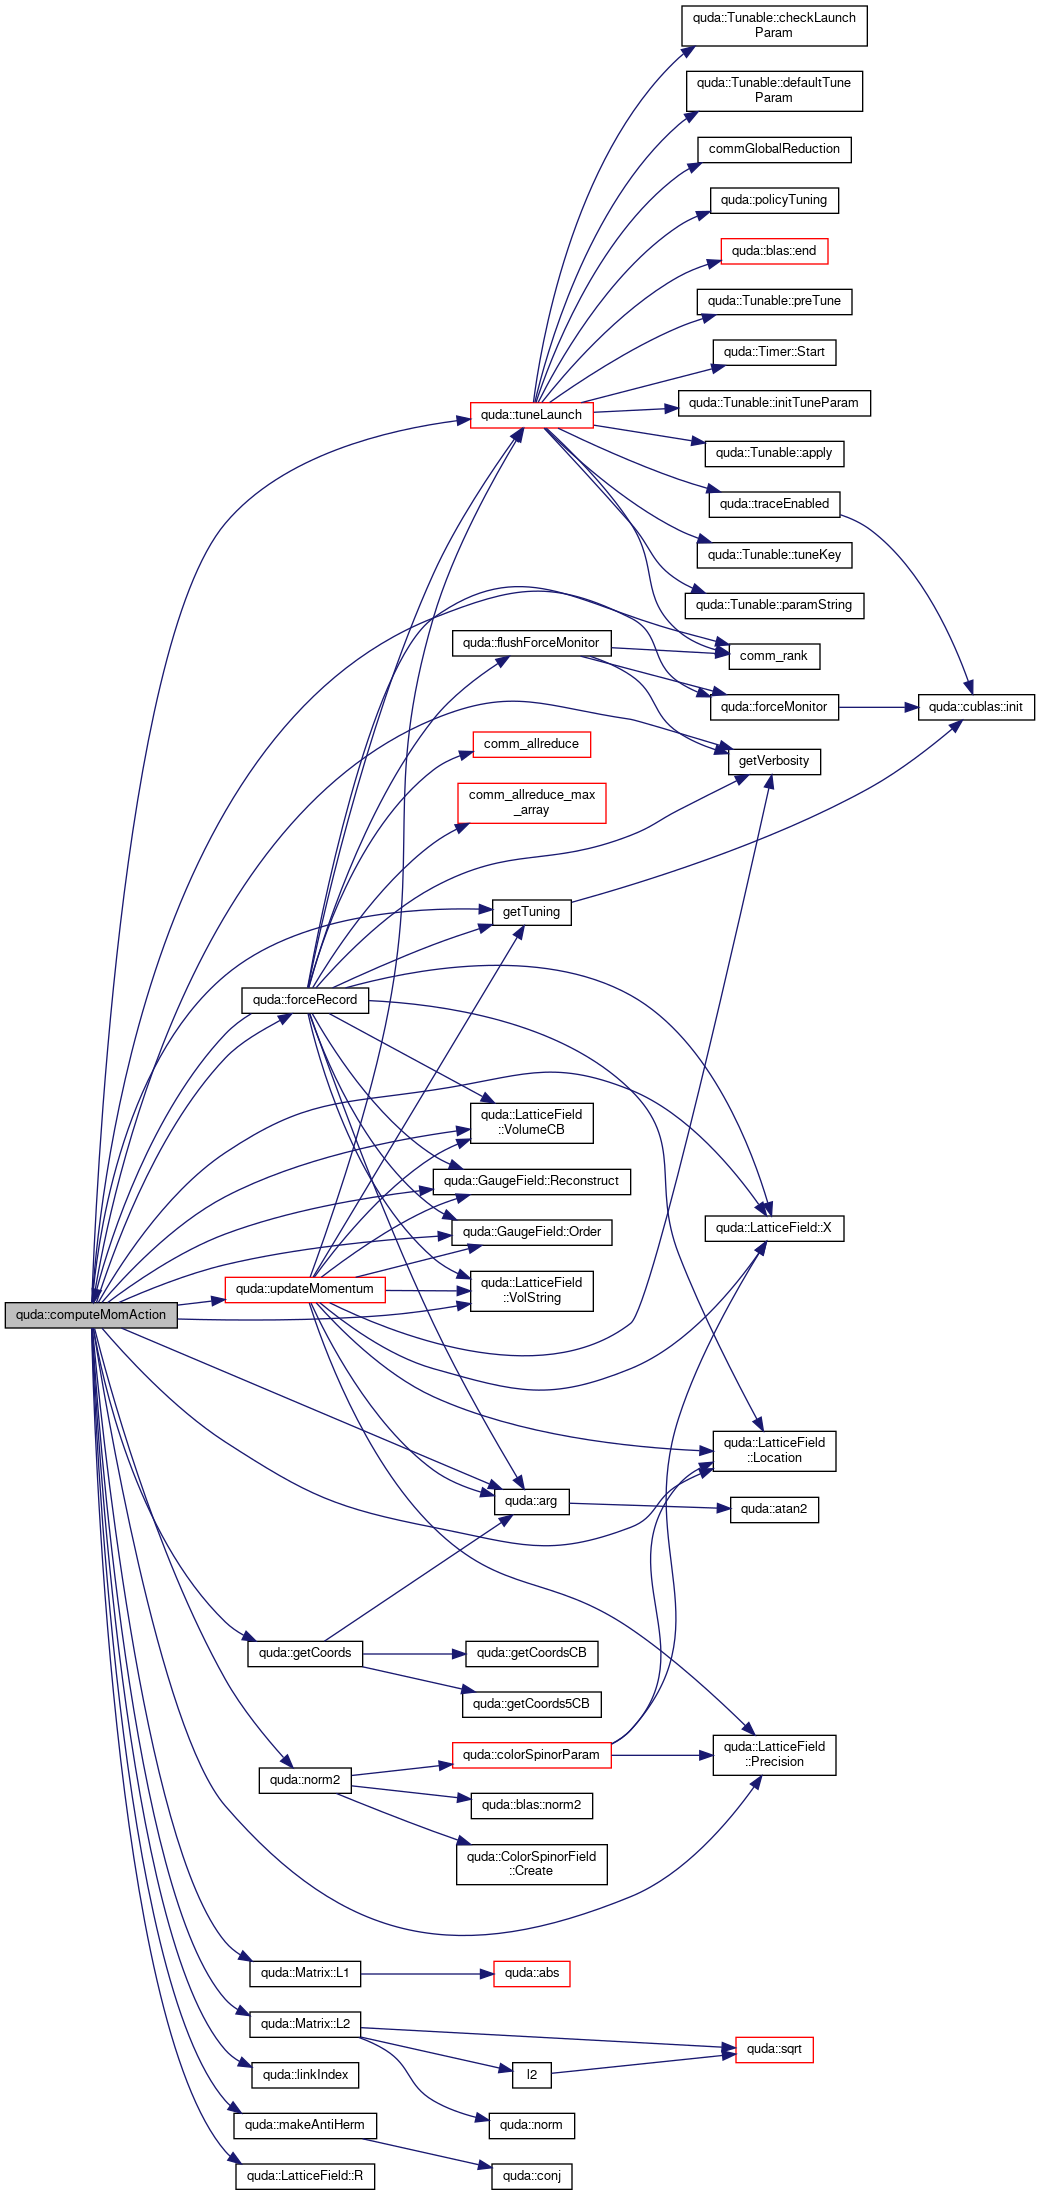 quda::Tunable::checkLaunch
Param
quda::Tunable::defaultTune
Param
commGlobalReduction
quda::policyTuning
quda::blas::end
quda::Tunable::preTune
quda::Timer::Start
quda::Tunable::initTuneParam
quda::tuneLaunch
quda::Tunable::apply
quda::traceEnabled
quda::Tunable::tuneKey
quda::Tunable::paramString
quda::flushForceMonitor
comm_rank
quda::forceMonitor
quda::cublas::init
comm_allreduce
getVerbosity
comm_allreduce_max
_array
getTuning
quda::forceRecord
quda::LatticeField
::VolumeCB
quda::GaugeField::Reconstruct
quda::GaugeField::Order
quda::LatticeField::X
quda::updateMomentum
quda::LatticeField
::VolString
quda::computeMomAction
quda::LatticeField
::Location
quda::arg
quda::atan2
quda::getCoords
quda::getCoordsCB
quda::getCoords5CB
quda::colorSpinorParam
quda::LatticeField
::Precision
quda::norm2
quda::blas::norm2
quda::ColorSpinorField
::Create
quda::Matrix::L1
quda::abs
quda::Matrix::L2
quda::sqrt
quda::linkIndex
l2
quda::makeAntiHerm
quda::norm
quda::LatticeField::R
quda::conj